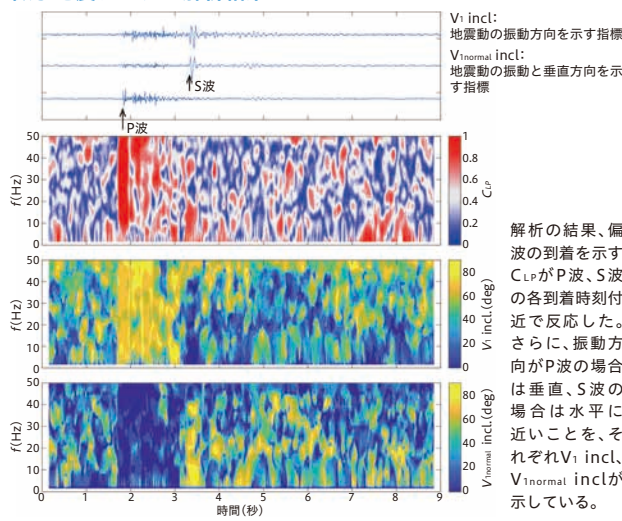 V1 incl:
地震動の振動方向を示す指標
V1normal incl:
地震動の振動と垂直方向を示
す指標
S波
P波
50
40
30
20
10
0
f(Hz)
1
0.8
0.6
0.4
0.2
0
CLP
50
40
30
20
10
0
f(Hz)
80
60
40
20
0
V1 incl.(deg)
50
40
30
20
10
0
f(Hz)
80
60
40
20
0
V1normal incl.(deg)
0 1 2 3 4 5 6 7 8 9
時間(秒)
解析の結果、偏
波の到着を示す
CLPがP波、S波
の各到着時刻付
近で反応した。
さらに、振動方
向がP波の場合
は垂直、S波の
場合は水平に
近いことを、そ
れぞれV1 incl、
V1normal inclが
示している。